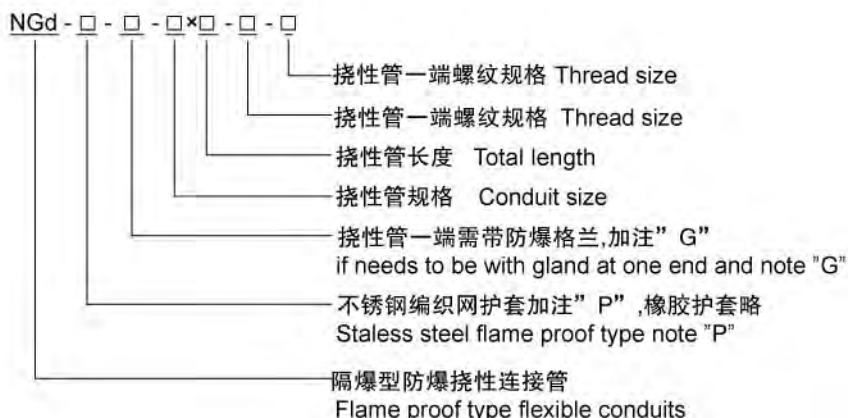 NGd - □ - □ - □×□ - □ - □
挠性管一端螺纹规格 Thread size
挠性管一端螺纹规格 Thread size
挠性管长度 Total length
挠性管规格 Conduit size
挠性管一端需带防爆格兰,加注” G”
if needs to be with gland at one end and note ”G”
不锈钢编织网护套加注” P” ,橡胶护套略
Staless steel flame proof type note ”P”
隔爆型防爆挠性连接管
Flame proof type flexible conduits